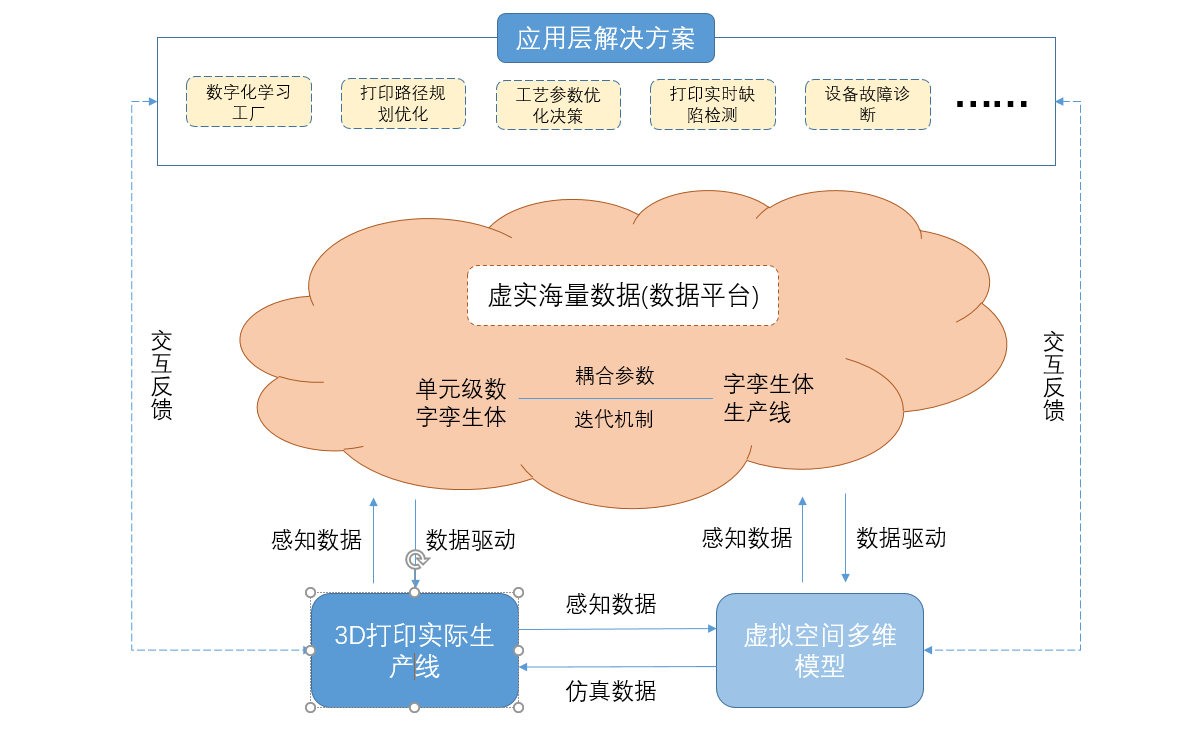 应用层解决方案
数字化学习
工厂
打印路径规
划优化
工艺参数优
化决策
打印实时缺
陷检测
设备故障诊
断
……
虚实海量数据(数据平台)
单元级数
字孪生体
耦合参数
迭代机制
字孪生体
生产线
交互反馈
交互反馈
感知数据
数据驱动
感知数据
数据驱动
3D打印实际生
产线
感知数据
仿真数据
虚拟空间多维
模型